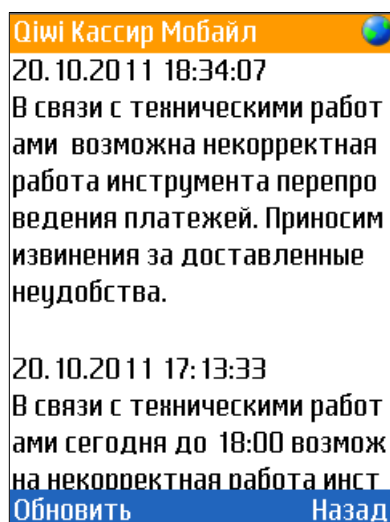 Qiwi Кассир Мобайл
20.10.2011 18:34:07
В связи с техническими работ
ами возможна некорректная
работа инструмента перепро
ведения платежей. Приносим
извинения за доставленные
неудобства.
20.10.2011 17:13:33
В связи с техническими работ
ами сегодня до 18:00 возмож
на некорректная работа инст
Обновить Назад